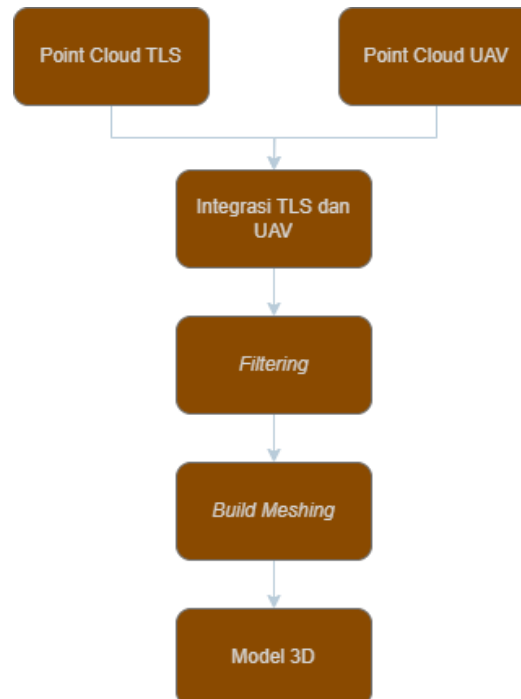 Point Cloud TLS
Point Cloud UAV
Integrasi TLS dan
UAV
Filtering
Build Meshing
Model 3D